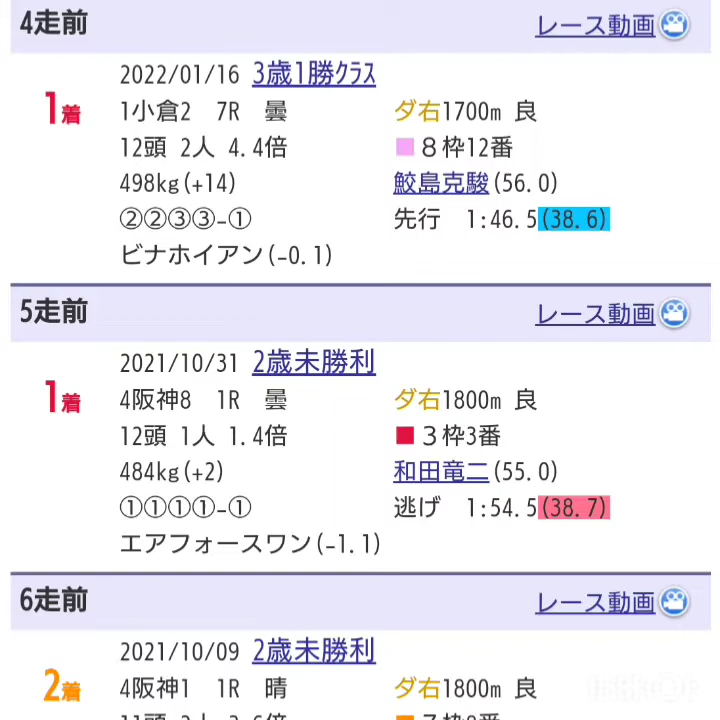 4走前 レース動画
2022/01/16 3歳1勝クラス
1着 1小倉2 7R 曇 ダ右1700m 良
12頭 2人 4.4倍 8枠12番
498kg(+14) 鮫島克駿(56.0)
②②③③-① 先行 1:46.5(38.6)
ビナホイアン(-0.1)
5走前 レース動画
2021/10/31 2歳未勝利
1着 4阪神8 1R 曇 ダ右1800m 良
12頭 1人 1.4倍 3枠3番
484kg(+2) 和田竜二(55.0)
①①①①-① 逃げ 1:54.5(38.7)
エアフォースワン(-1.1)
6走前 レース動画
2021/10/09 2歳未勝利
2着 4阪神1 1R 晴 ダ右1800m 良